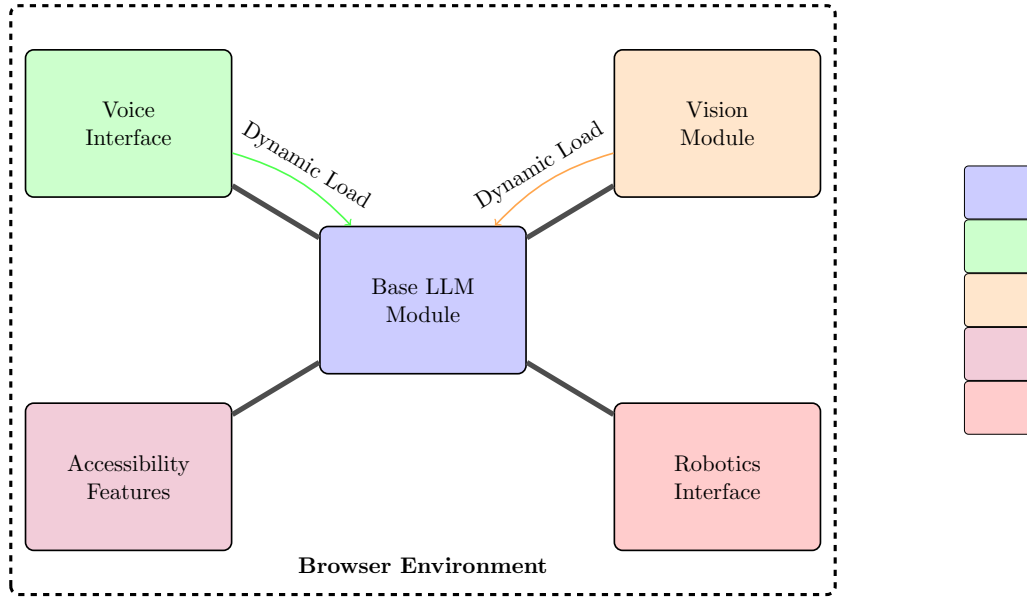 Voice
Interface
Vision
Module
Dynamic Load
Dynamic Load
Base LLM
Module
Accessibility
Features
Robotics
Interface
Browser Environment